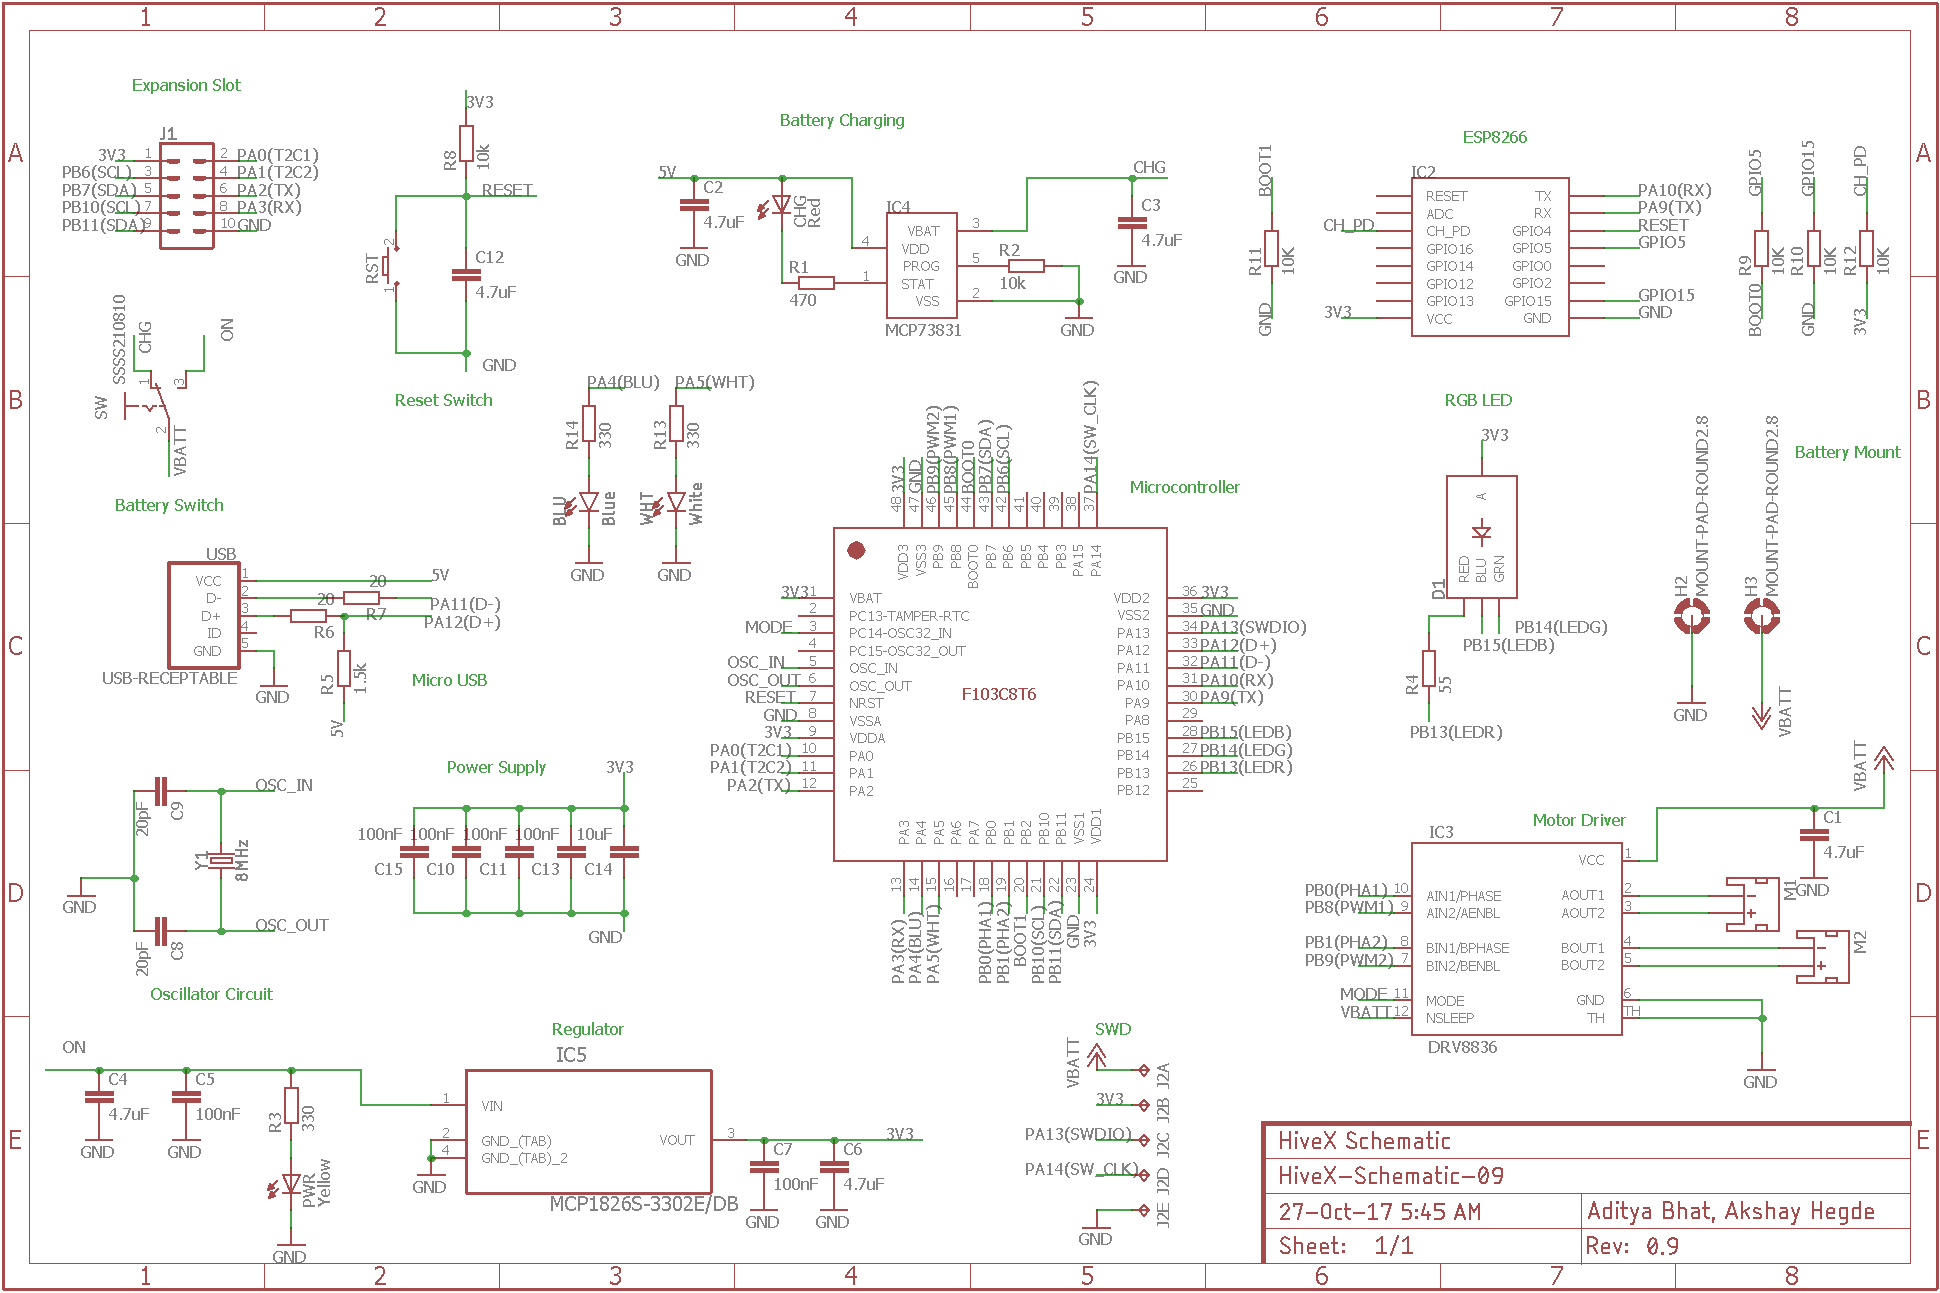 1 2 3 4 5 6 7 8
A
B
C
D
E
Expansion Slot
J1
3V3 1 2 PA0(T2C1)
PB6(SCL) 3 4 PA1(T2C2)
PB7(SDA) 5 6 PA2(TX)
PB10(SCL) 7 8 PA3(RX)
PB11(SDA) 9 10 GND
3V3
R8
10k
RESET
RST
2
1
C12
4.7uF
GND
Reset Switch
Battery Charging
5V
C2
4.7uF
GND
CHG
Red
R1
470
IC4
4 VDD
1 STAT
VBAT 3
PROG 5
VSS 2
MCP73831
R2
10k
GND
CHG
C3
4.7uF
GND
ESP8266
IC2
RESET TX PA10(RX)
ADC RX PA9(TX)
CH_PD CH_PD GPIO4 RESET
GPIO16 GPIO5 GPIO5
GPIO14 GPIO0
GPIO12 GPIO2
GPIO13 GPIO15 GPIO15
3V3 VCC GND GND
BOOT1
R11
10K
GND
GPIO5
R9
10K
BOOT0
GPIO15
R10
10K
GND
CH_PD
R12
10K
3V3
SSSS210810
CHG
ON
SW
1
3
2
VBATT
Battery Switch
PA4(BLU)
R14
330
BLU
Blue
GND
PA5(WHT)
R13
330
WHT
White
GND
Microcontroller
48 3V3
47 GND
46 PB9(PWM2)
45 PB8(PWM1)
44 BOOT0
43 PB7(SDA)
42 PB6(SCL)
41
40
39
38
37 PA14(SW_CLK)
VDD3
VSS3
PB9
PB8
BOOT0
PB7
PB6
PB5
PB4
PB3
PA15
PA14
3V3 1 VBAT
2 PC13-TAMPER-RTC
MODE 3 PC14-OSC32_IN
4 PC15-OSC32_OUT
OSC_IN 5 OSC_IN
OSC_OUT 6 OSC_OUT
RESET 7 NRST
GND 8 VSSA
3V3 9 VDDA
PA0(T2C1) 10 PA0
PA1(T2C2) 11 PA1
PA2(TX) 12 PA2
F103C8T6
VDD2 36 3V3
VSS2 35 GND
PA13 34 PA13(SWDIO)
PA12 33 PA12(D+)
PA11 32 PA11(D-)
PA10 31 PA10(RX)
PA9 30 PA9(TX)
PA8 29
PB15 28 PB15(LEDB)
PB14 27 PB14(LEDG)
PB13 26 PB13(LEDR)
PB12 25
PA3
PA4
PA5
PA6
PA7
PB0
PB1
PB2
PB10
PB11
VSS1
VDD1
13 PA3(RX)
14 PA4(BLU)
15 PA5(WHT)
16
17
18 PB0(PHA1)
19 PB1(PHA2)
20 BOOT1
21 PB10(SCL)
22 PB11(SDA)
23 GND
24 3V3
RGB LED
3V3
A
RED
BLU
GRN
D1
PB14(LEDG)
PB15(LEDB)
R4
55
PB13(LEDR)
Battery Mount
H2
MOUNT-PAD-ROUND2.8
GND
H3
MOUNT-PAD-ROUND2.8
VBATT
USB
VCC 1 5V
D- 2 20 R7 PA11(D-)
D+ 3 20 R6 PA12(D+)
ID 4
GND 5
USB-RECEPTABLE
GND
R5
1.5k
5V
Micro USB
C9
20pF
OSC_IN
Y1
8MHz
GND
C8
20pF
OSC_OUT
Oscillator Circuit
Power Supply
3V3
100nF 100nF 100nF 100nF 10uF
C15 C10 C11 C13 C14
GND
Motor Driver
VBATT
C1
4.7uF
GND
IC3
VCC 1
PB0(PHA1) 10 AIN1/PHASE AOUT1 2
PB8(PWM1) 9 AIN2/AENBL AOUT2 3
PB1(PHA2) 8 BIN1/BPHASE BOUT1 4
PB9(PWM2) 7 BIN2/BENBL BOUT2 5
MODE 11 MODE GND 6
VBATT 12 NSLEEP TH TH
DRV8836
M1
-
+
M2
-
+
GND
ON
C4
4.7uF
GND
C5
100nF
GND
R3
330
PWR
Yellow
GND
Regulator
IC5
1 VIN
2 GND_(TAB)
4 GND_(TAB)_2
VOUT 3
MCP1826S-3302E/DB
GND
3V3
C7
100nF
GND
C6
4.7uF
GND
SWD
VBATT J2A
3V3 J2B
PA13(SWDIO) J2C
PA14(SW_CLK) J2D
GND J2E
HiveX Schematic
HiveX-Schematic-09
27-Oct-17 5:45 AM
Aditya Bhat, Akshay Hegde
Sheet: 1/1
Rev: 0.9
A
B
C
D
E
1 2 3 4 5 6 7 8